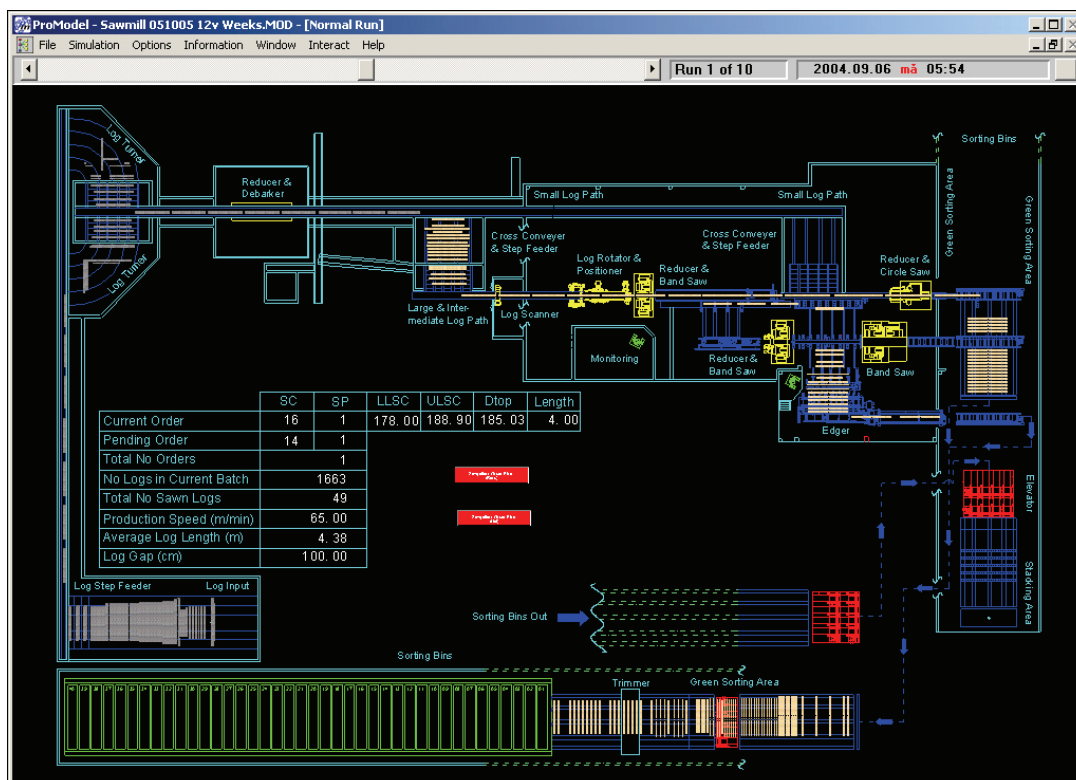 ProModel - Sawmill 051005 12v Weeks.MOD - [Normal Run]
File Simulation Options Information Window Interact Help
Run 1 of 10
2004.09.06 må 05:54
Sorting Bins
Log Turner
Reducer &
Debarker
Small Log Path
Small Log Path
Green Sorting Area
Green Sorting Area
Cross Conveyer
& Step Feeder
Cross Conveyer
& Step Feeder
Log Rotator &
Positioner
Reducer &
Band Saw
Reducer &
Circle Saw
Log Turner
Large & Inter-
mediate Log Path
Log Scanner
Monitoring
Reducer &
Band Saw
Band Saw
Edger
SC SP LLSC ULSC Dtop Length
Current Order 16 1 178.00 188.90 185.03 4.00
Pending Order 14 1
Total No Orders 1
No Logs in Current Batch 1663
Total No Sawn Logs 49
Production Speed (m/min) 65.00
Average Log Length (m) 4.38
Log Gap (cm) 100.00
Elevator
Stacking Area
Log Step Feeder
Log Input
Sorting Bins Out
Sorting Bins
Trimmer
Green Sorting Area